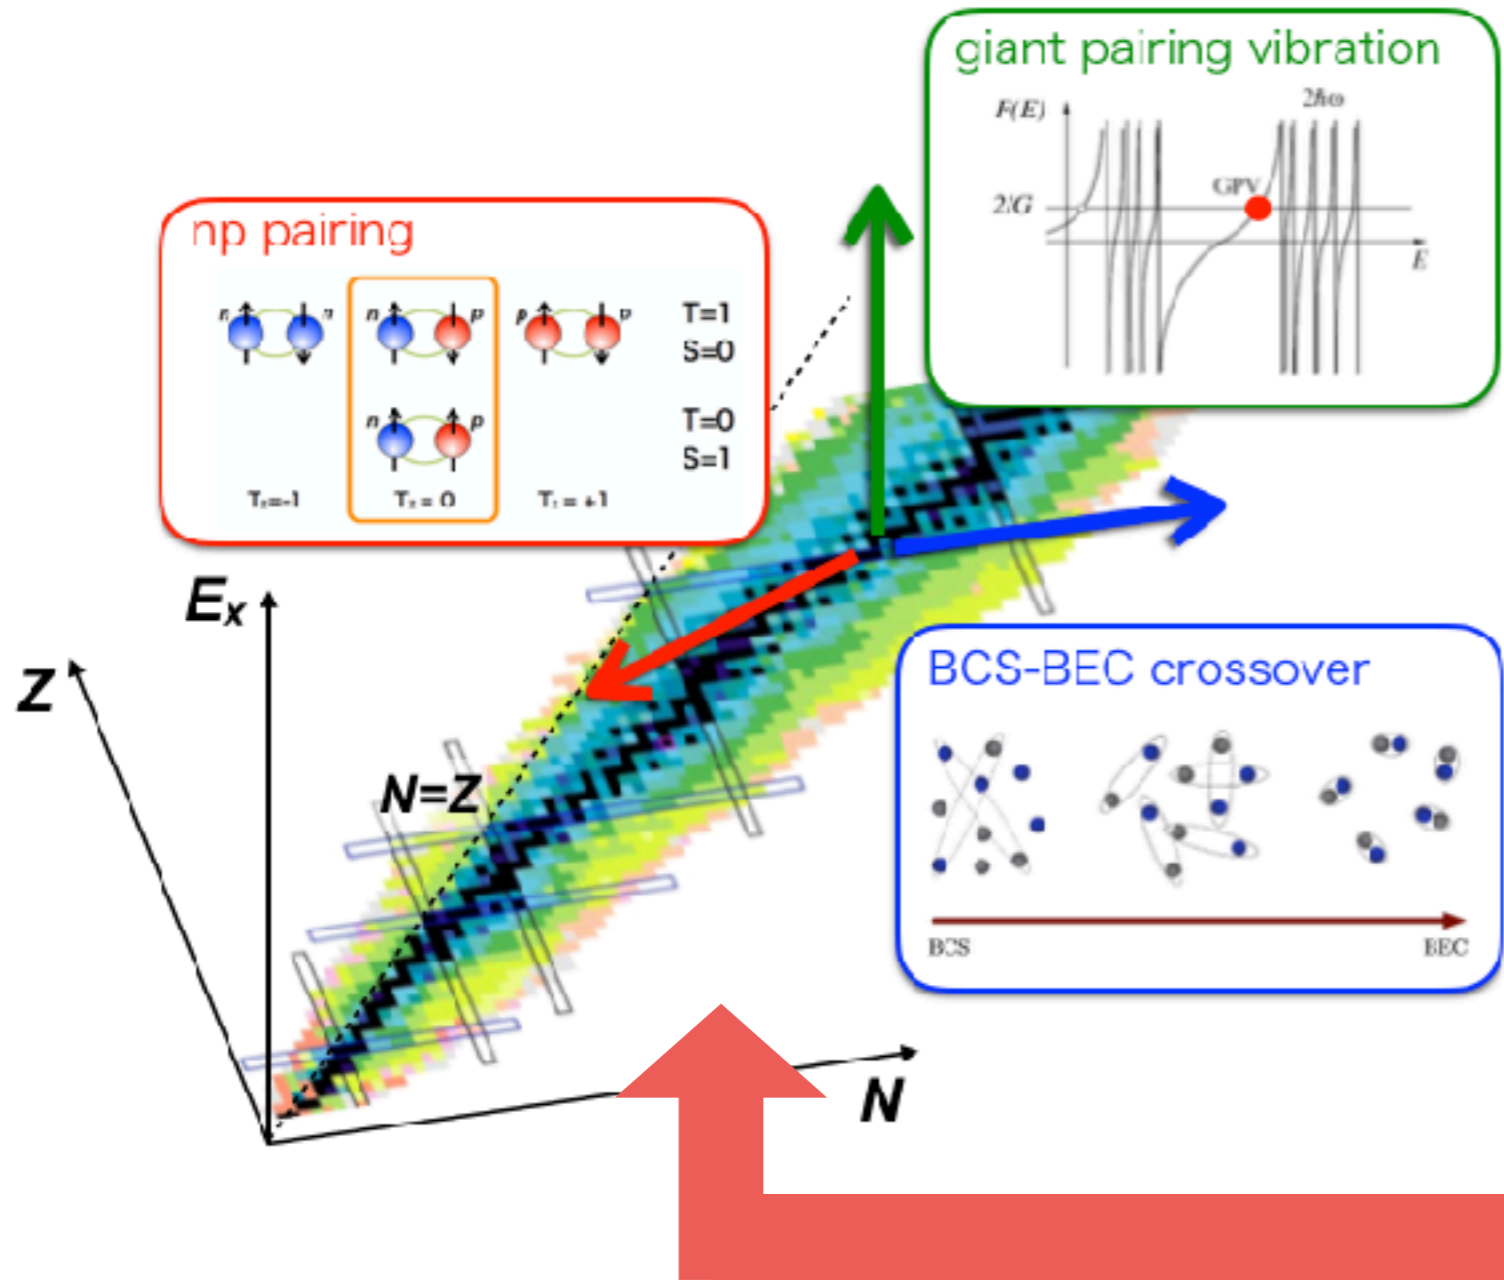 giant pairing vibration
F(E)
2ħω
GPV
2/G
E
np pairing
n n n p p p
T=1
S=0
n p
T=0
S=1
Tz=-1 Tz = 0 Tz = +1
Ex
Z
N=Z
N
BCS-BEC crossover
BCS BEC